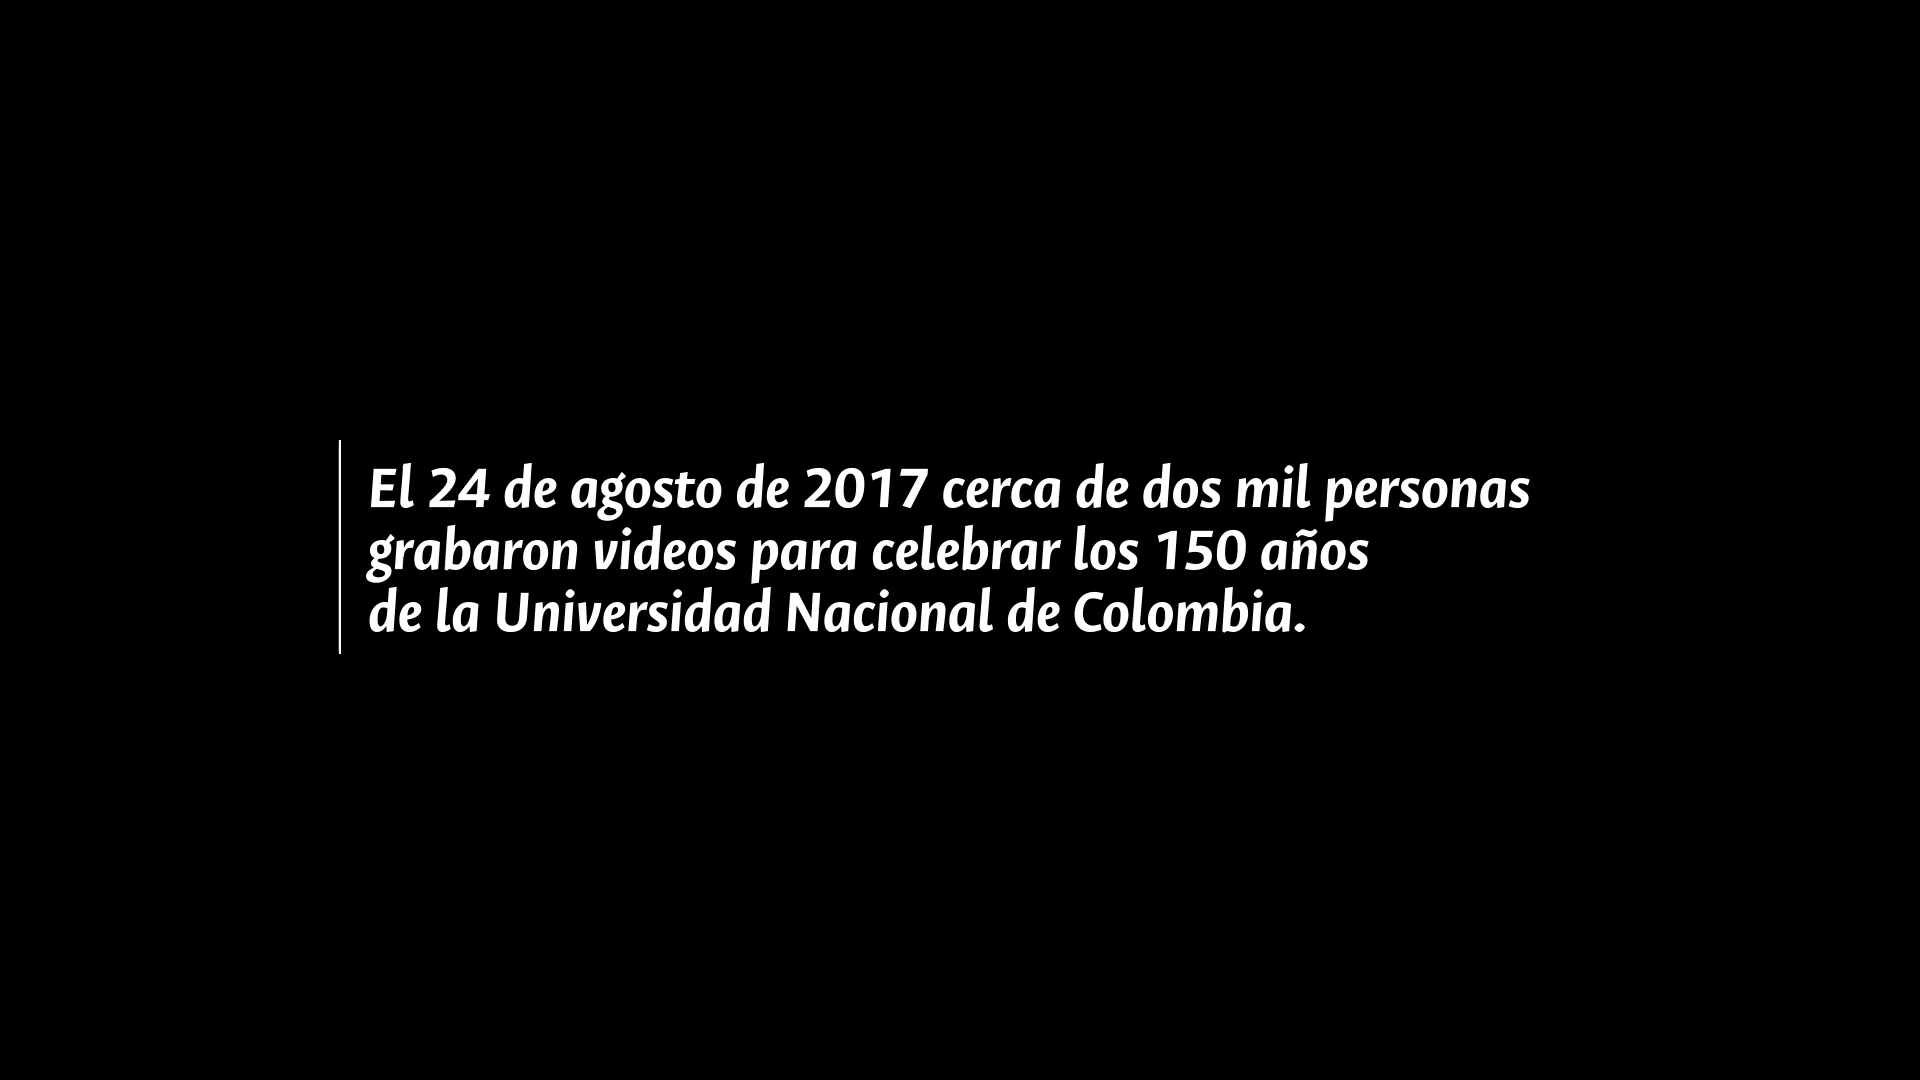 El 24 de agosto de 2017 cerca de dos mil personas
grabaron videos para celebrar los 150 años
de la Universidad Nacional de Colombia.